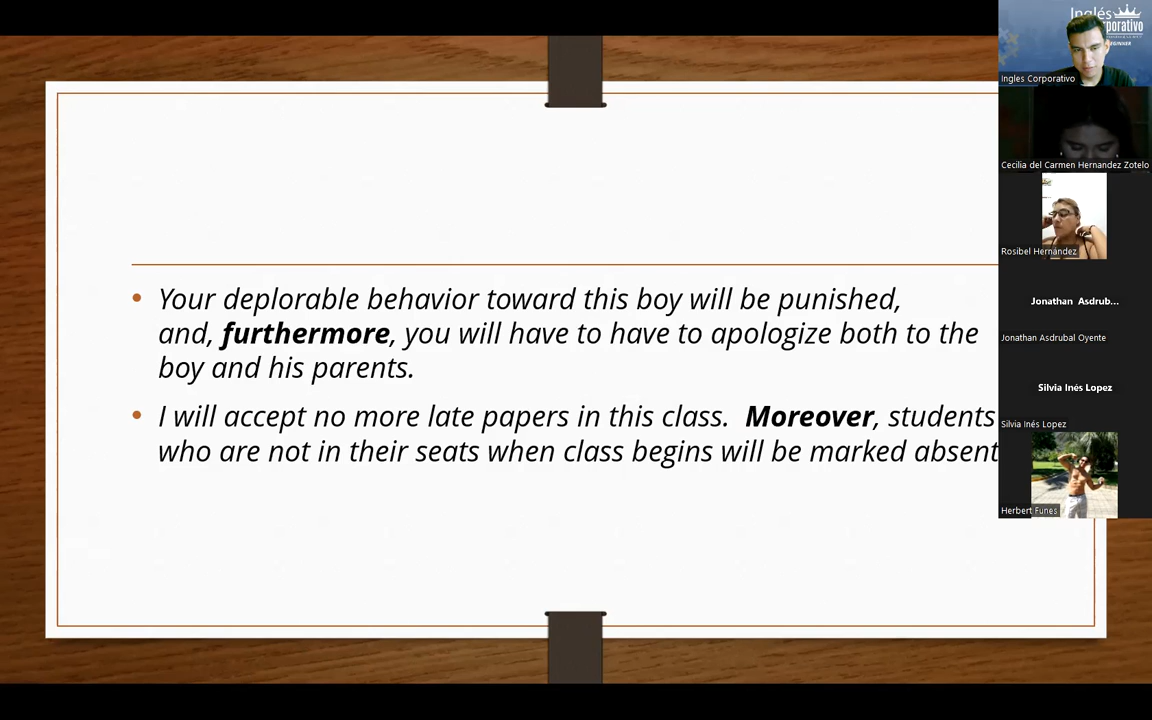 Your deplorable behavior toward this boy will be punished,
and, furthermore, you will have to have to apologize both to the
boy and his parents.
I will accept no more late papers in this class.  Moreover, students
who are not in their seats when class begins will be marked absent
Inglés
porativo
BEGINNER
Ingles Corporativo
Cecilia del Carmen Hernandez Zotelo
Rosibel Hernández
Jonathan Asdrub...
Jonathan Asdrubal Oyente
Silvia Inés Lopez
Silvia Inés Lopez
Herbert Funes